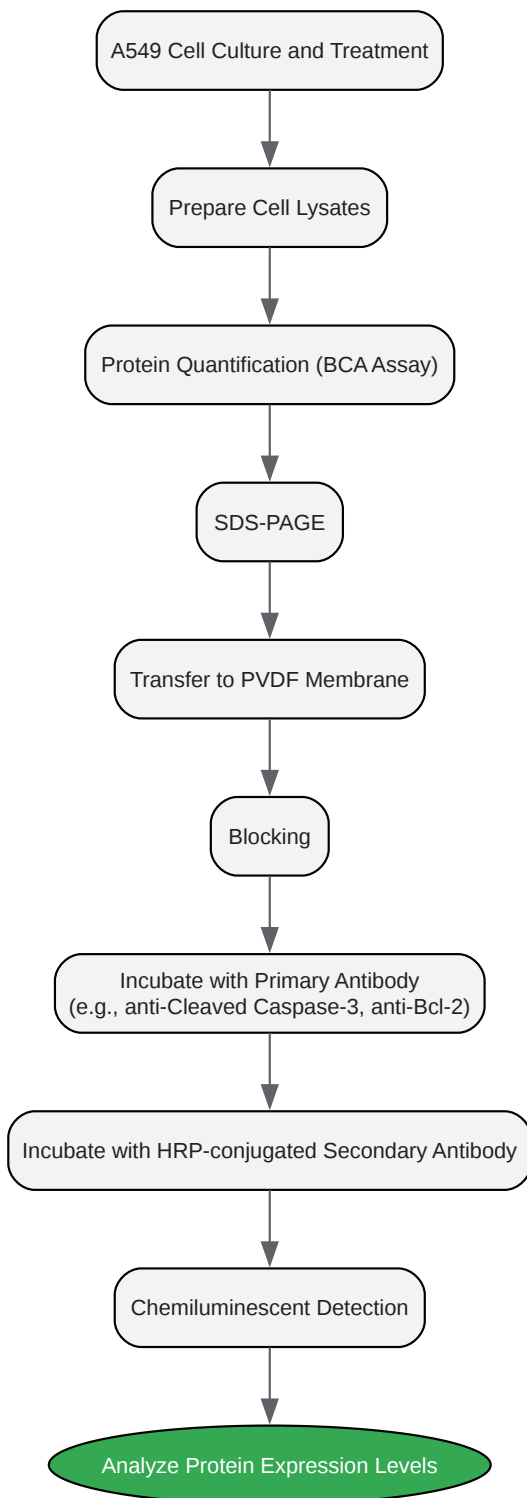 A549 Cell Culture and Treatment
Prepare Cell Lysates
Protein Quantification (BCA Assay)
SDS-PAGE
Transfer to PVDF Membrane
Blocking
Incubate with Primary Antibody
(e.g., anti-Cleaved Caspase-3, anti-Bcl-2)
Incubate with HRP-conjugated Secondary Antibody
Chemiluminescent Detection
Analyze Protein Expression Levels